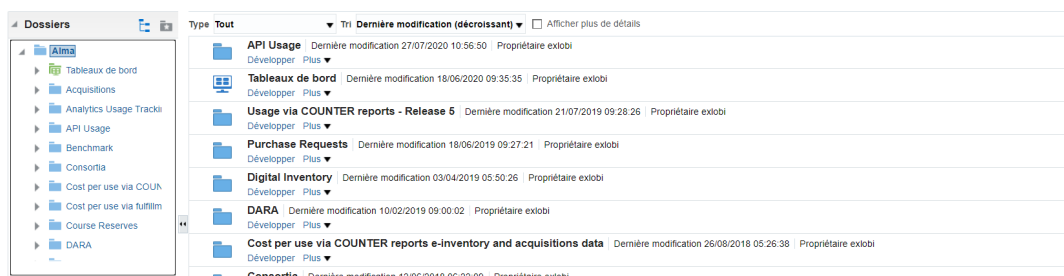 Dossiers
Alma
Tableaux de bord
Acquisitions
Analytics Usage Trackin
API Usage
Benchmark
Consortia
Cost per use via COUN
Cost per use via fulfillm
Course Reserves
DARA
Type Tout Tri Dernière modification (décroissant) Afficher plus de détails
API Usage Dernière modification 27/07/2020 10:56:50 Propriétaire exlobi
Développer Plus
Tableaux de bord Dernière modification 18/06/2020 09:35:35 Propriétaire exlobi
Développer Plus
Usage via COUNTER reports - Release 5 Dernière modification 21/07/2019 09:28:26 Propriétaire exlobi
Développer Plus
Purchase Requests Dernière modification 18/06/2019 09:27:21 Propriétaire exlobi
Développer Plus
Digital Inventory Dernière modification 03/04/2019 05:50:26 Propriétaire exlobi
Développer Plus
DARA Dernière modification 10/02/2019 09:00:02 Propriétaire exlobi
Développer Plus
Cost per use via COUNTER reports e-inventory and acquisitions data Dernière modification 26/08/2018 05:26:38 Propriétaire exlobi
Développer Plus
Consortia Dernière modification